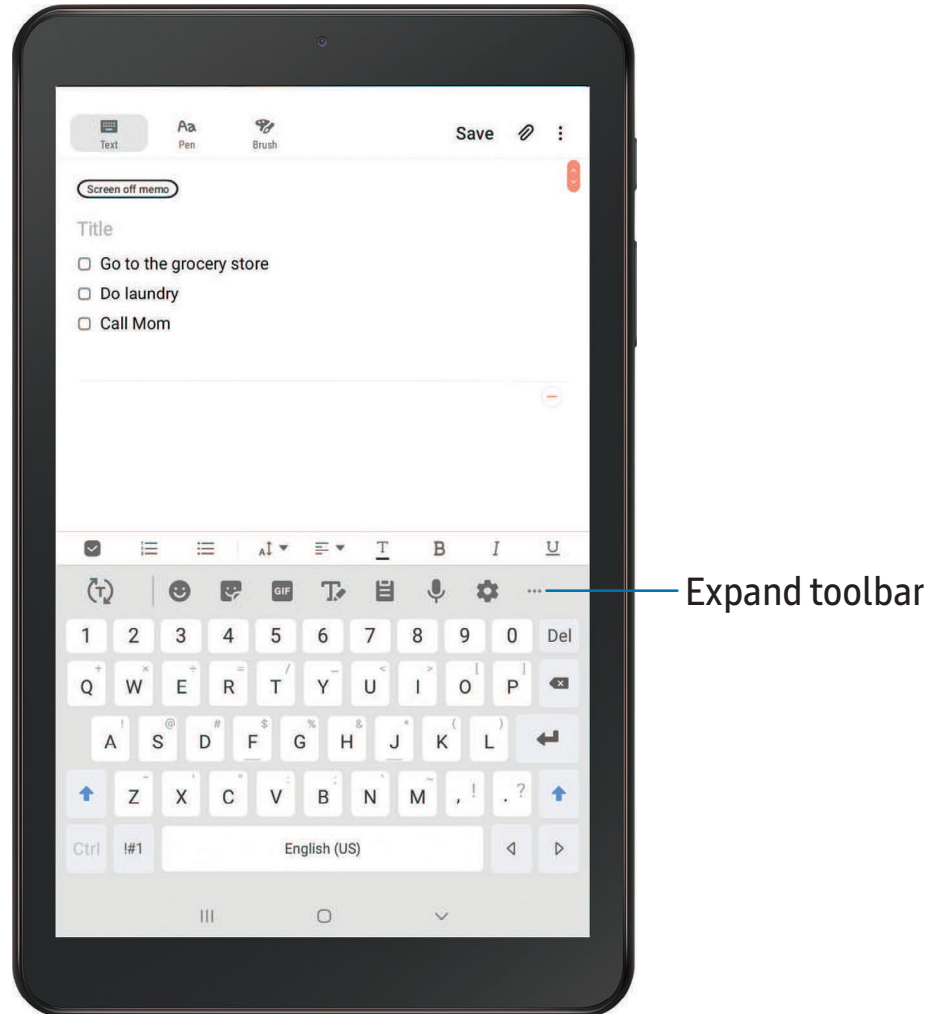 Text Aa Pen Brush Save
Screen off memo
Title
Go to the grocery store
Do laundry
Call Mom
A T B I U
T GIF T Expand toolbar
1 2 3 4 5 6 7 8 9 0 Del
+ × ÷ = / _ < > [ ]
Q W E R T Y U I O P
! @ # $ % & * ( )
A S D F G H J K L
Z X C V B N M , ! . ?
Ctrl !#1 English (US)